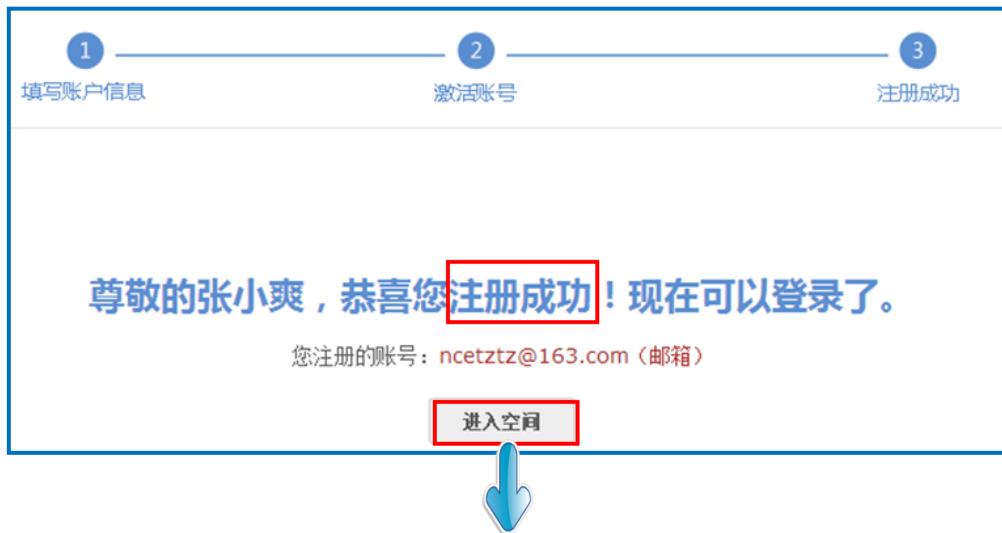 1 2 3
填写账户信息 激活账号 注册成功
尊敬的张小爽，恭喜您注册成功！现在可以登录了。
您注册的账号：ncetztz@163.com（邮箱）
进入空间